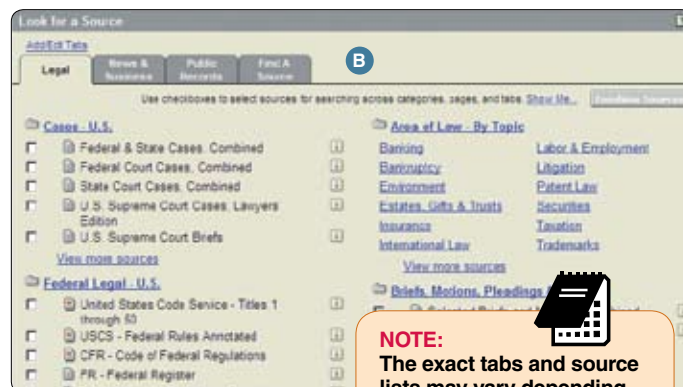 Look for a Source
Add/Edit Tabs
Legal
News & Business
Public Records
Find A Source
B
Use checkboxes to select sources for searching across categories, pages, and tabs. Show Me...
Cases - U.S.
Federal & State Cases, Combined
Federal Court Cases, Combined
State Court Cases, Combined
U.S. Supreme Court Cases, Lawyers
Edition
U.S. Supreme Court Briefs
View more sources
Federal Legal - U.S.
United States Code Service - Titles 1
through 50
USCS - Federal Rules Annotated
CFR - Code of Federal Regulations
FR - Federal Register
Area of Law - By Topic
Banking
Labor & Employment
Bankruptcy
Litigation
Environment
Patent Law
Estates, Gifts & Trusts
Securities
Insurance
Taxation
International Law
Trademarks
View more sources
Briefs, Motions, Pleadings
NOTE:
The exact tabs and source
lists may vary depending